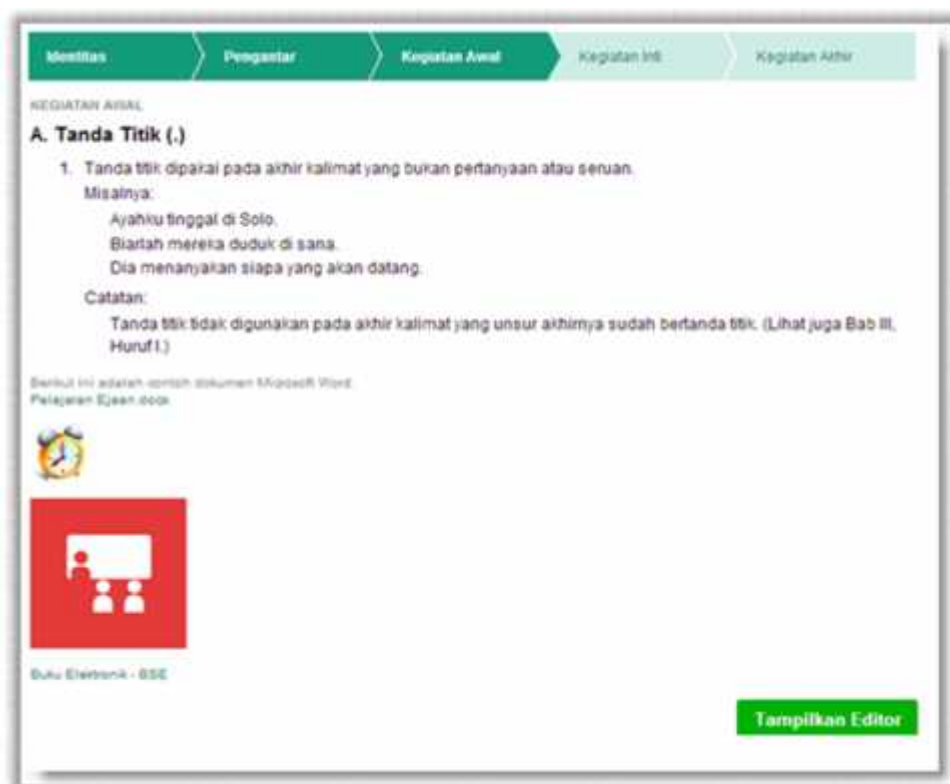 Identitas
Pengantar
Kegiatan Awal
Kegiatan Inti
Kegiatan Akhir
KEGIATAN AWAL
A. Tanda Titik (.)
1. Tanda titik dipakai pada akhir kalimat yang bukan pertanyaan atau seruan.
Misalnya:
Ayahku tinggal di Solo.
Biarlah mereka duduk di sana.
Dia menanyakan siapa yang akan datang.
Catatan:
Tanda titik tidak digunakan pada akhir kalimat yang unsur akhirnya sudah bertanda titik. (Lihat juga Bab III,
Huruf I.)
Berikut ini adalah contoh dokumen Microsoft Word:
Pelajaran Ejaan.docx
Buku Elektronik - BSE
Tampilkan Editor